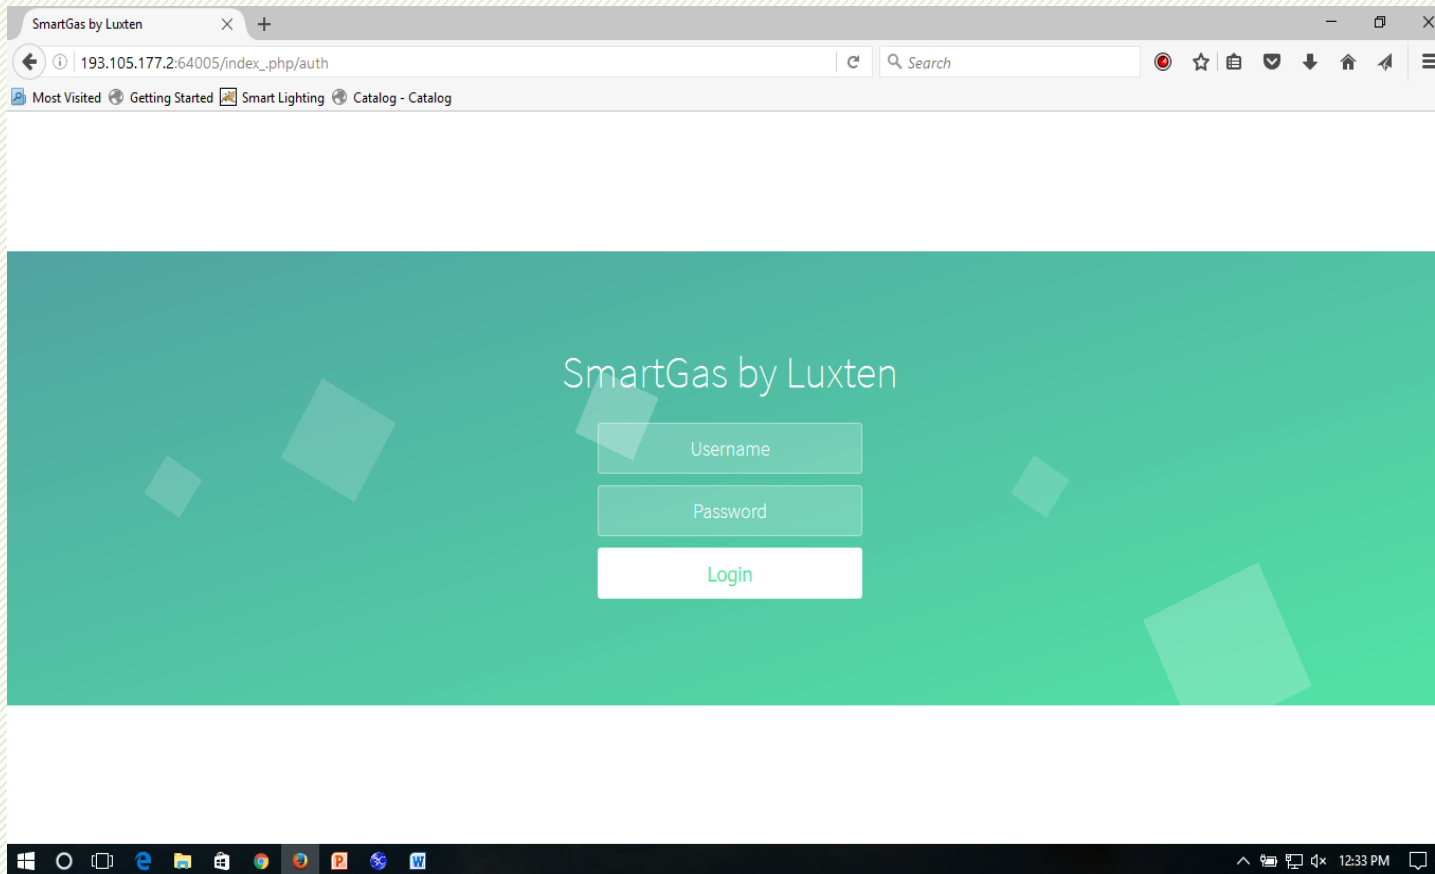 SmartGas by Luxten
193.105.177.2:64005/index_.php/auth
Search
Most Visited Getting Started Smart Lighting Catalog - Catalog
SmartGas by Luxten
Username
Password
Login
12:33 PM